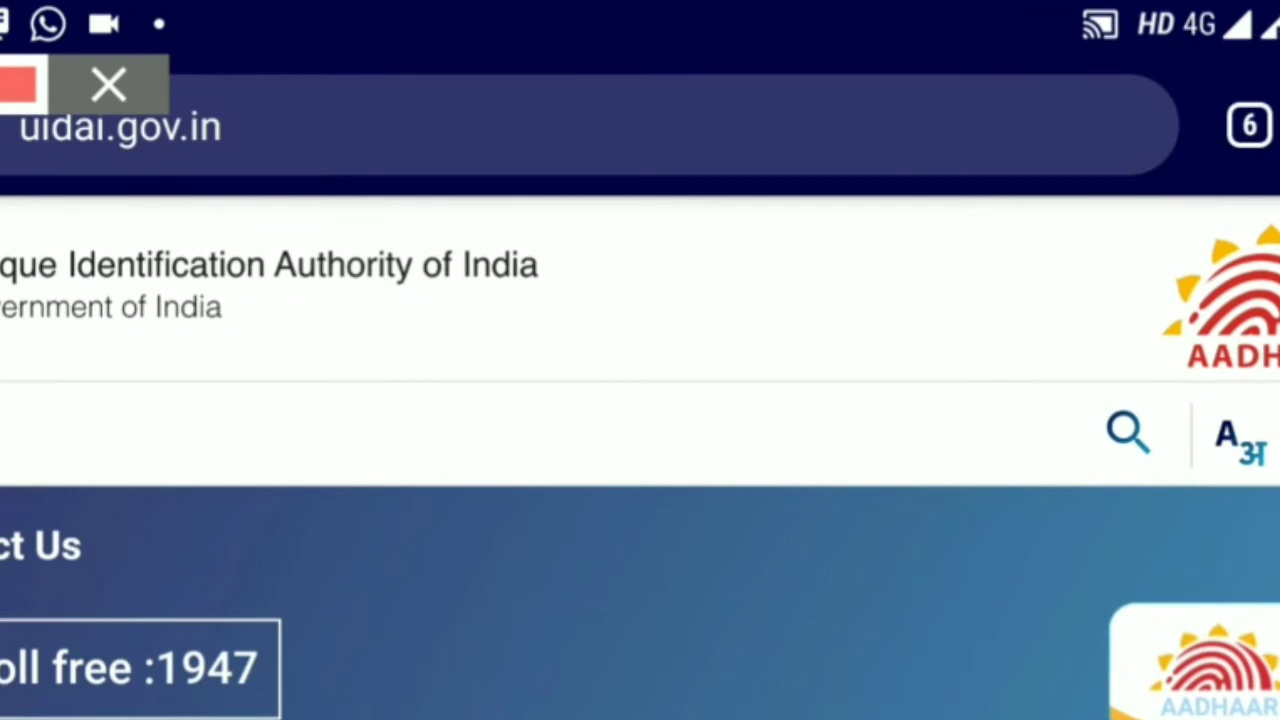 HD 4G
uidai.gov.in
6
que Identification Authority of India
ernment of India
AADH
A अ
ct Us
oll free :1947
AADHAAR